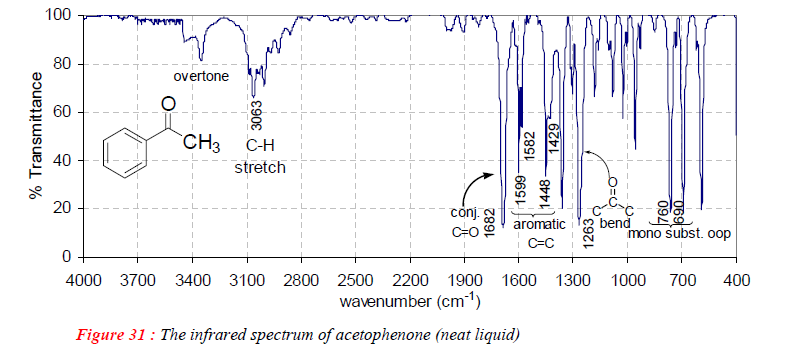 100
80
60
40
20
0
% Transmittance
overtone
O
CH3
3063
C-H
stretch
conj.
C=O
1682
1599
1582
aromatic
C=C
1448
1429
1263
O
C C C
bend
760
690
mono subst. oop
4000 3700 3400 3100 2800 2500 2200 1900 1600 1300 1000 700 400
wavenumber (cm-1)
Figure 31 : The infrared spectrum of acetophenone (neat liquid)